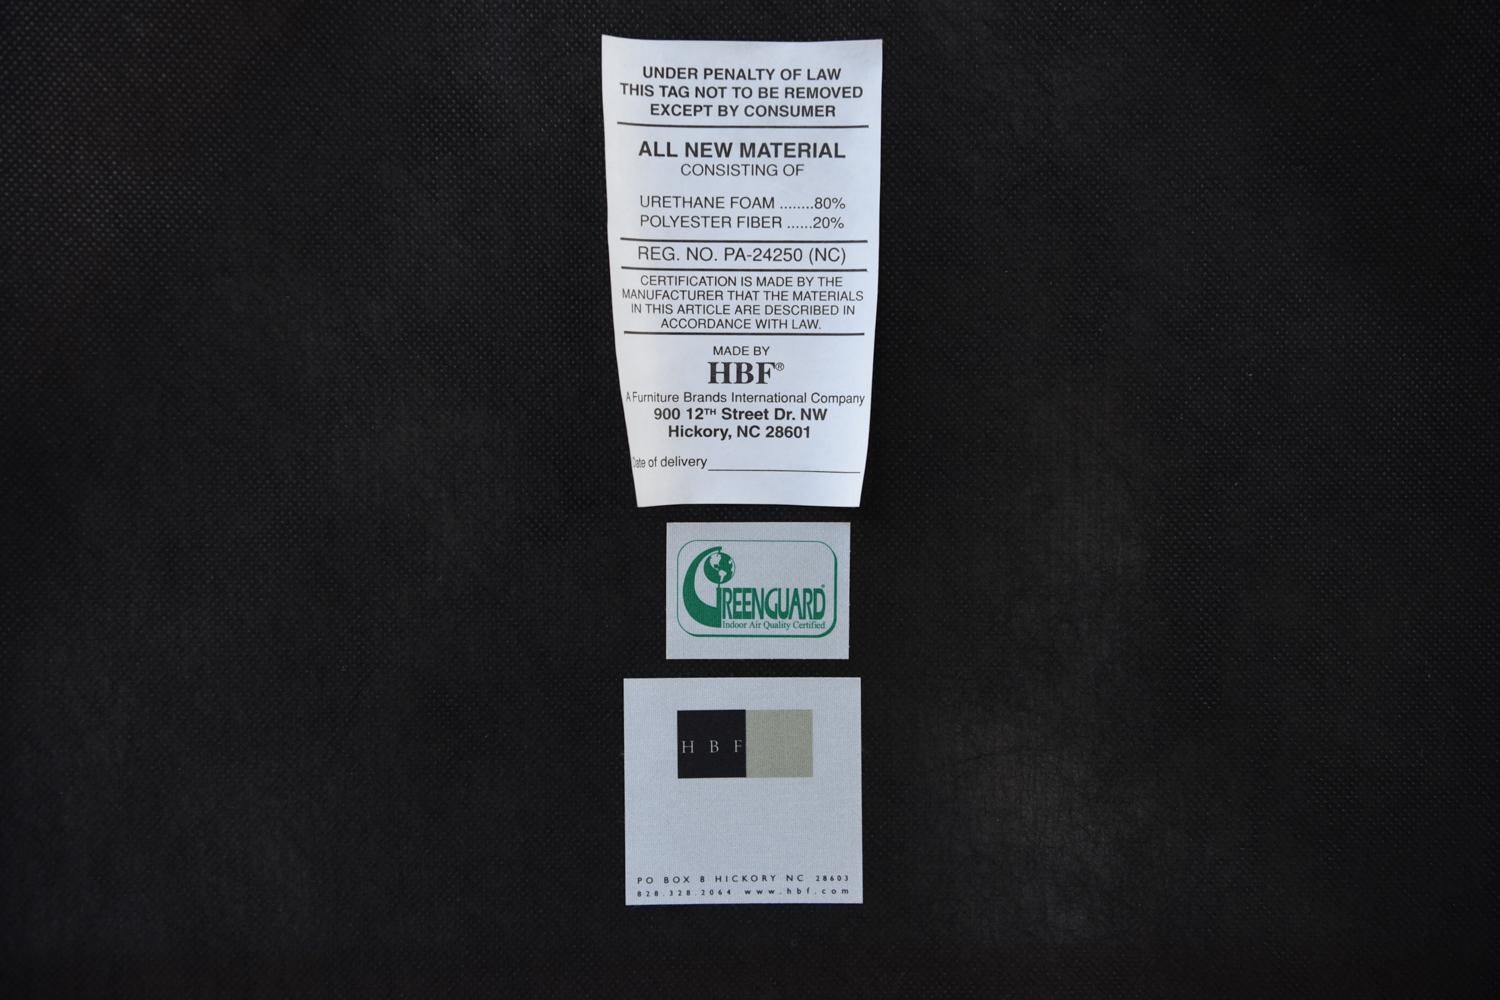 UNDER PENALTY OF LAW
THIS TAG NOT TO BE REMOVED
EXCEPT BY CONSUMER
ALL NEW MATERIAL
CONSISTING OF
URETHANE FOAM ........80%
POLYESTER FIBER ......20%
REG. NO. PA-24250 (NC)
CERTIFICATION IS MADE BY THE
MANUFACTURER THAT THE MATERIALS
IN THIS ARTICLE ARE DESCRIBED IN
ACCORDANCE WITH LAW.
MADE BY
HBF®
A Furniture Brands International Company
900 12TH Street Dr. NW
Hickory, NC 28601
Date of delivery
GREENGUARD®
Indoor Air Quality Certified
H B F
PO BOX 8 HICKORY NC 28603
828.328.2064 www.hbf.com